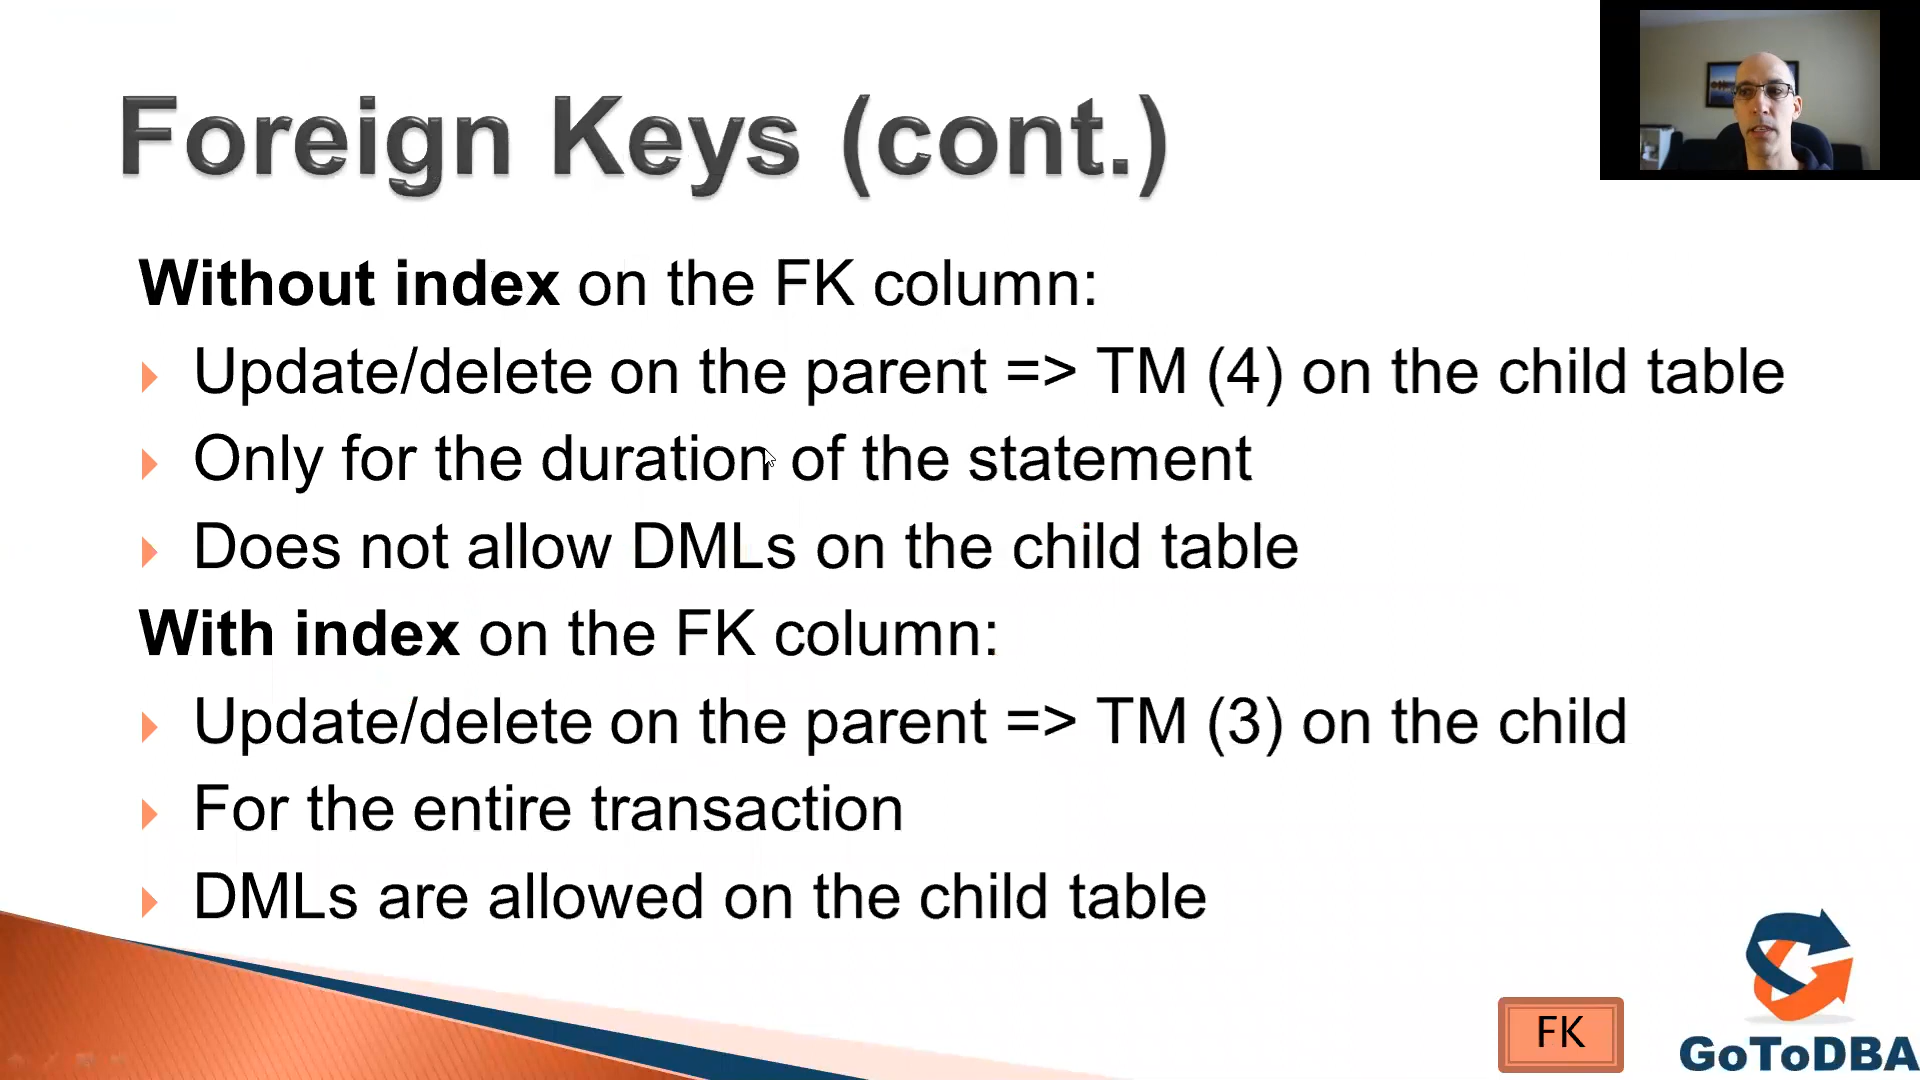 Foreign Keys (cont.)
Without index on the FK column:
Update/delete on the parent => TM (4) on the child table
Only for the duration of the statement
Does not allow DMLs on the child table
With index on the FK column:
Update/delete on the parent => TM (3) on the child
For the entire transaction
DMLs are allowed on the child table
FK
GoToDBA